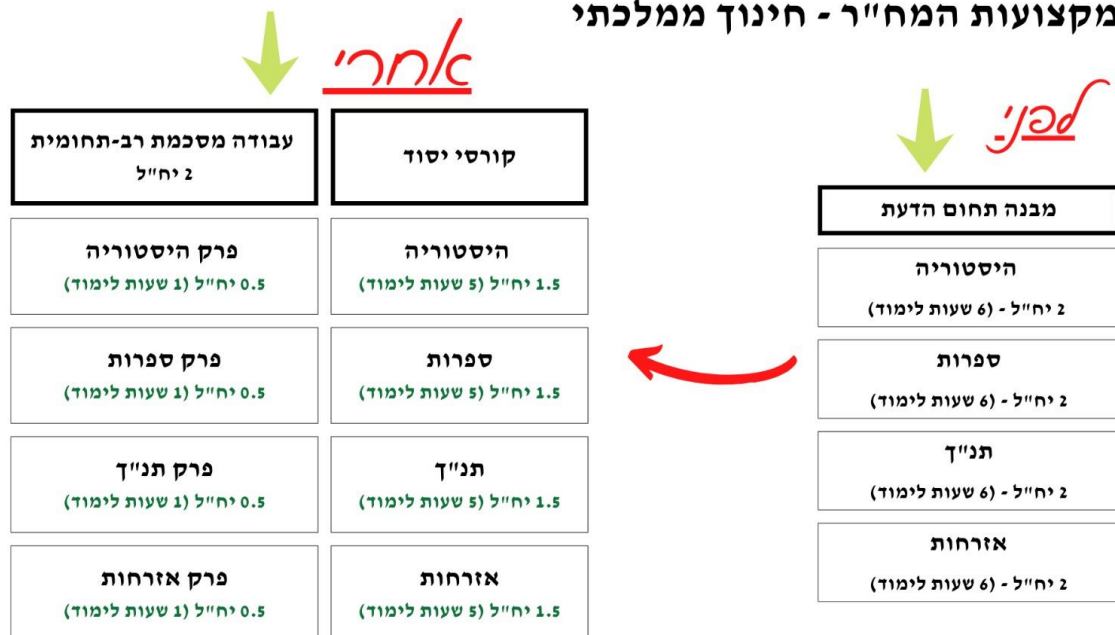 מקצועות המח"ר - חינוך ממלכתי
לפני
מבנה תחום הדעת
היסטוריה
2 יח"ל - (6 שעות לימוד)
ספרות
2 יח"ל - (6 שעות לימוד)
תנ"ך
2 יח"ל - (6 שעות לימוד)
אזרחות
2 יח"ל - (6 שעות לימוד)
אחרי
קורסי יסוד
היסטוריה
1.5 יח"ל (5 שעות לימוד)
ספרות
1.5 יח"ל (5 שעות לימוד)
תנ"ך
1.5 יח"ל (5 שעות לימוד)
אזרחות
1.5 יח"ל (5 שעות לימוד)
עבודה מסכמת רב-תחומית
2 יח"ל
פרק היסטוריה
0.5 יח"ל (1 שעות לימוד)
פרק ספרות
0.5 יח"ל (1 שעות לימוד)
פרק תנ"ך
0.5 יח"ל (1 שעות לימוד)
פרק אזרחות
0.5 יח"ל (1 שעות לימוד)